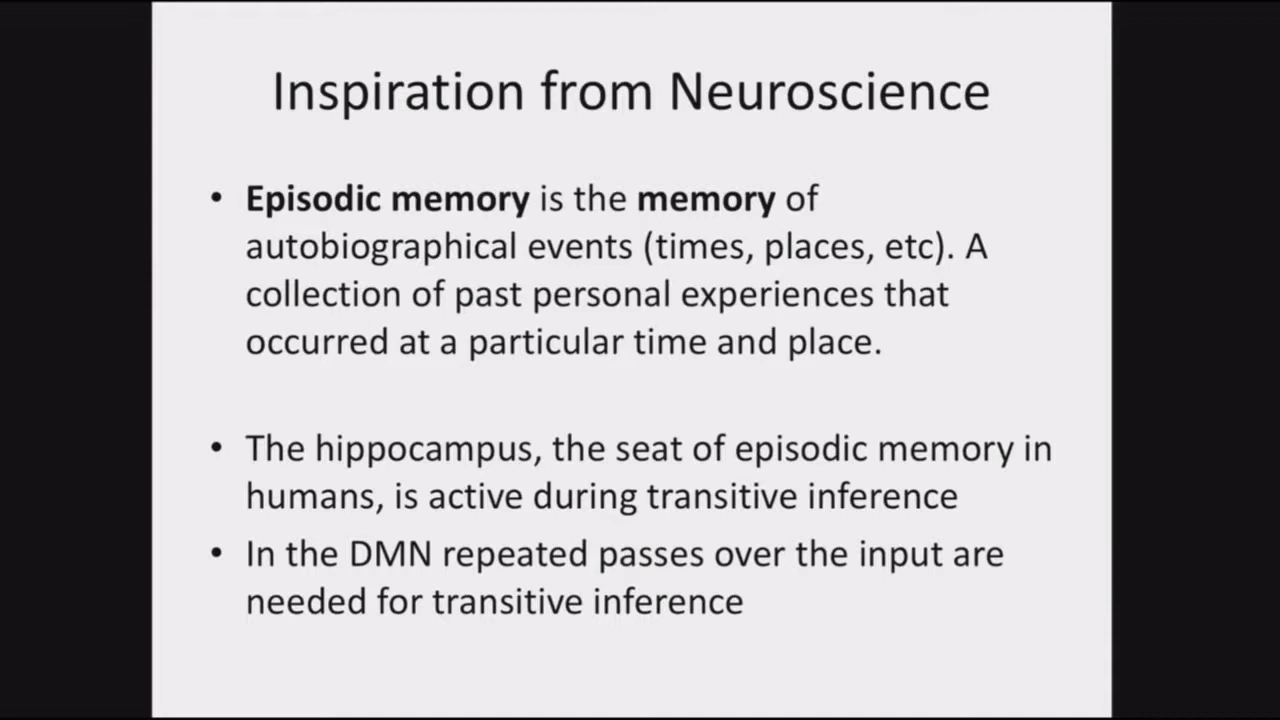 Inspiration from Neuroscience
• Episodic memory is the memory of
autobiographical events (times, places, etc). A
collection of past personal experiences that
occurred at a particular time and place.
• The hippocampus, the seat of episodic memory in
humans, is active during transitive inference
• In the DMN repeated passes over the input are
needed for transitive inference